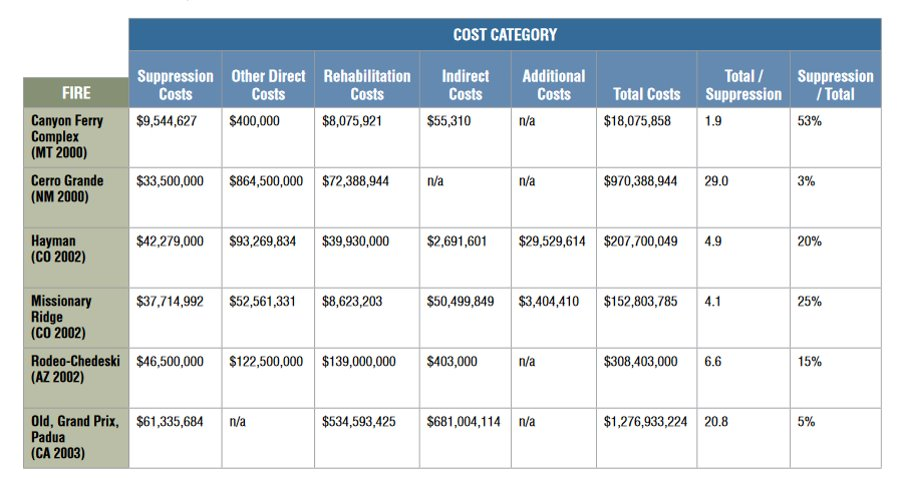 COST CATEGORY
FIRE
Suppression Costs
Other Direct Costs
Rehabilitation Costs
Indirect Costs
Additional Costs
Total Costs
Total / Suppression
Suppression / Total
Canyon Ferry Complex (MT 2000)
$9,544,627 $400,000 $8,075,921 $55,310 n/a $18,075,858 1.9 53%
Cerro Grande (NM 2000)
$33,500,000 $864,500,000 $72,388,944 n/a n/a $970,388,944 29.0 3%
Hayman (CO 2002)
$42,279,000 $93,269,834 $39,930,000 $2,691,601 $29,529,614 $207,700,049 4.9 20%
Missionary Ridge (CO 2002)
$37,714,992 $52,561,331 $8,623,203 $50,499,849 $3,404,410 $152,803,785 4.1 25%
Rodeo-Chedeski (AZ 2002)
$46,500,000 $122,500,000 $139,000,000 $403,000 n/a $308,403,000 6.6 15%
Old, Grand Prix, Padua (CA 2003)
$61,335,684 n/a $534,593,425 $681,004,114 n/a $1,276,933,224 20.8 5%